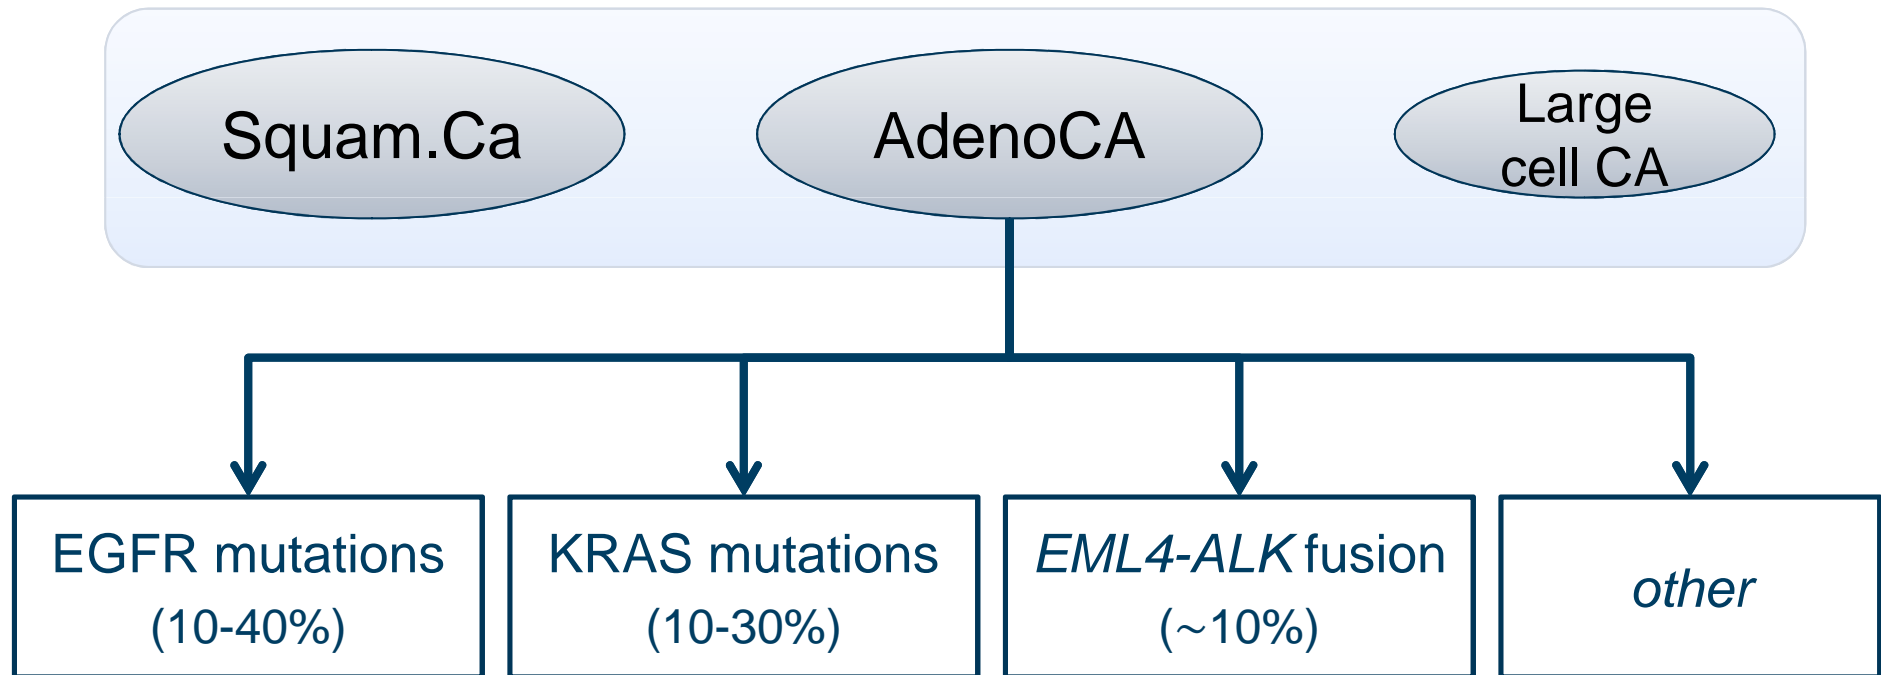 Squam.Ca
AdenoCA
Large
cell CA
EGFR mutations
(10-40%)
KRAS mutations
(10-30%)
EML4-ALK fusion
(~10%)
other